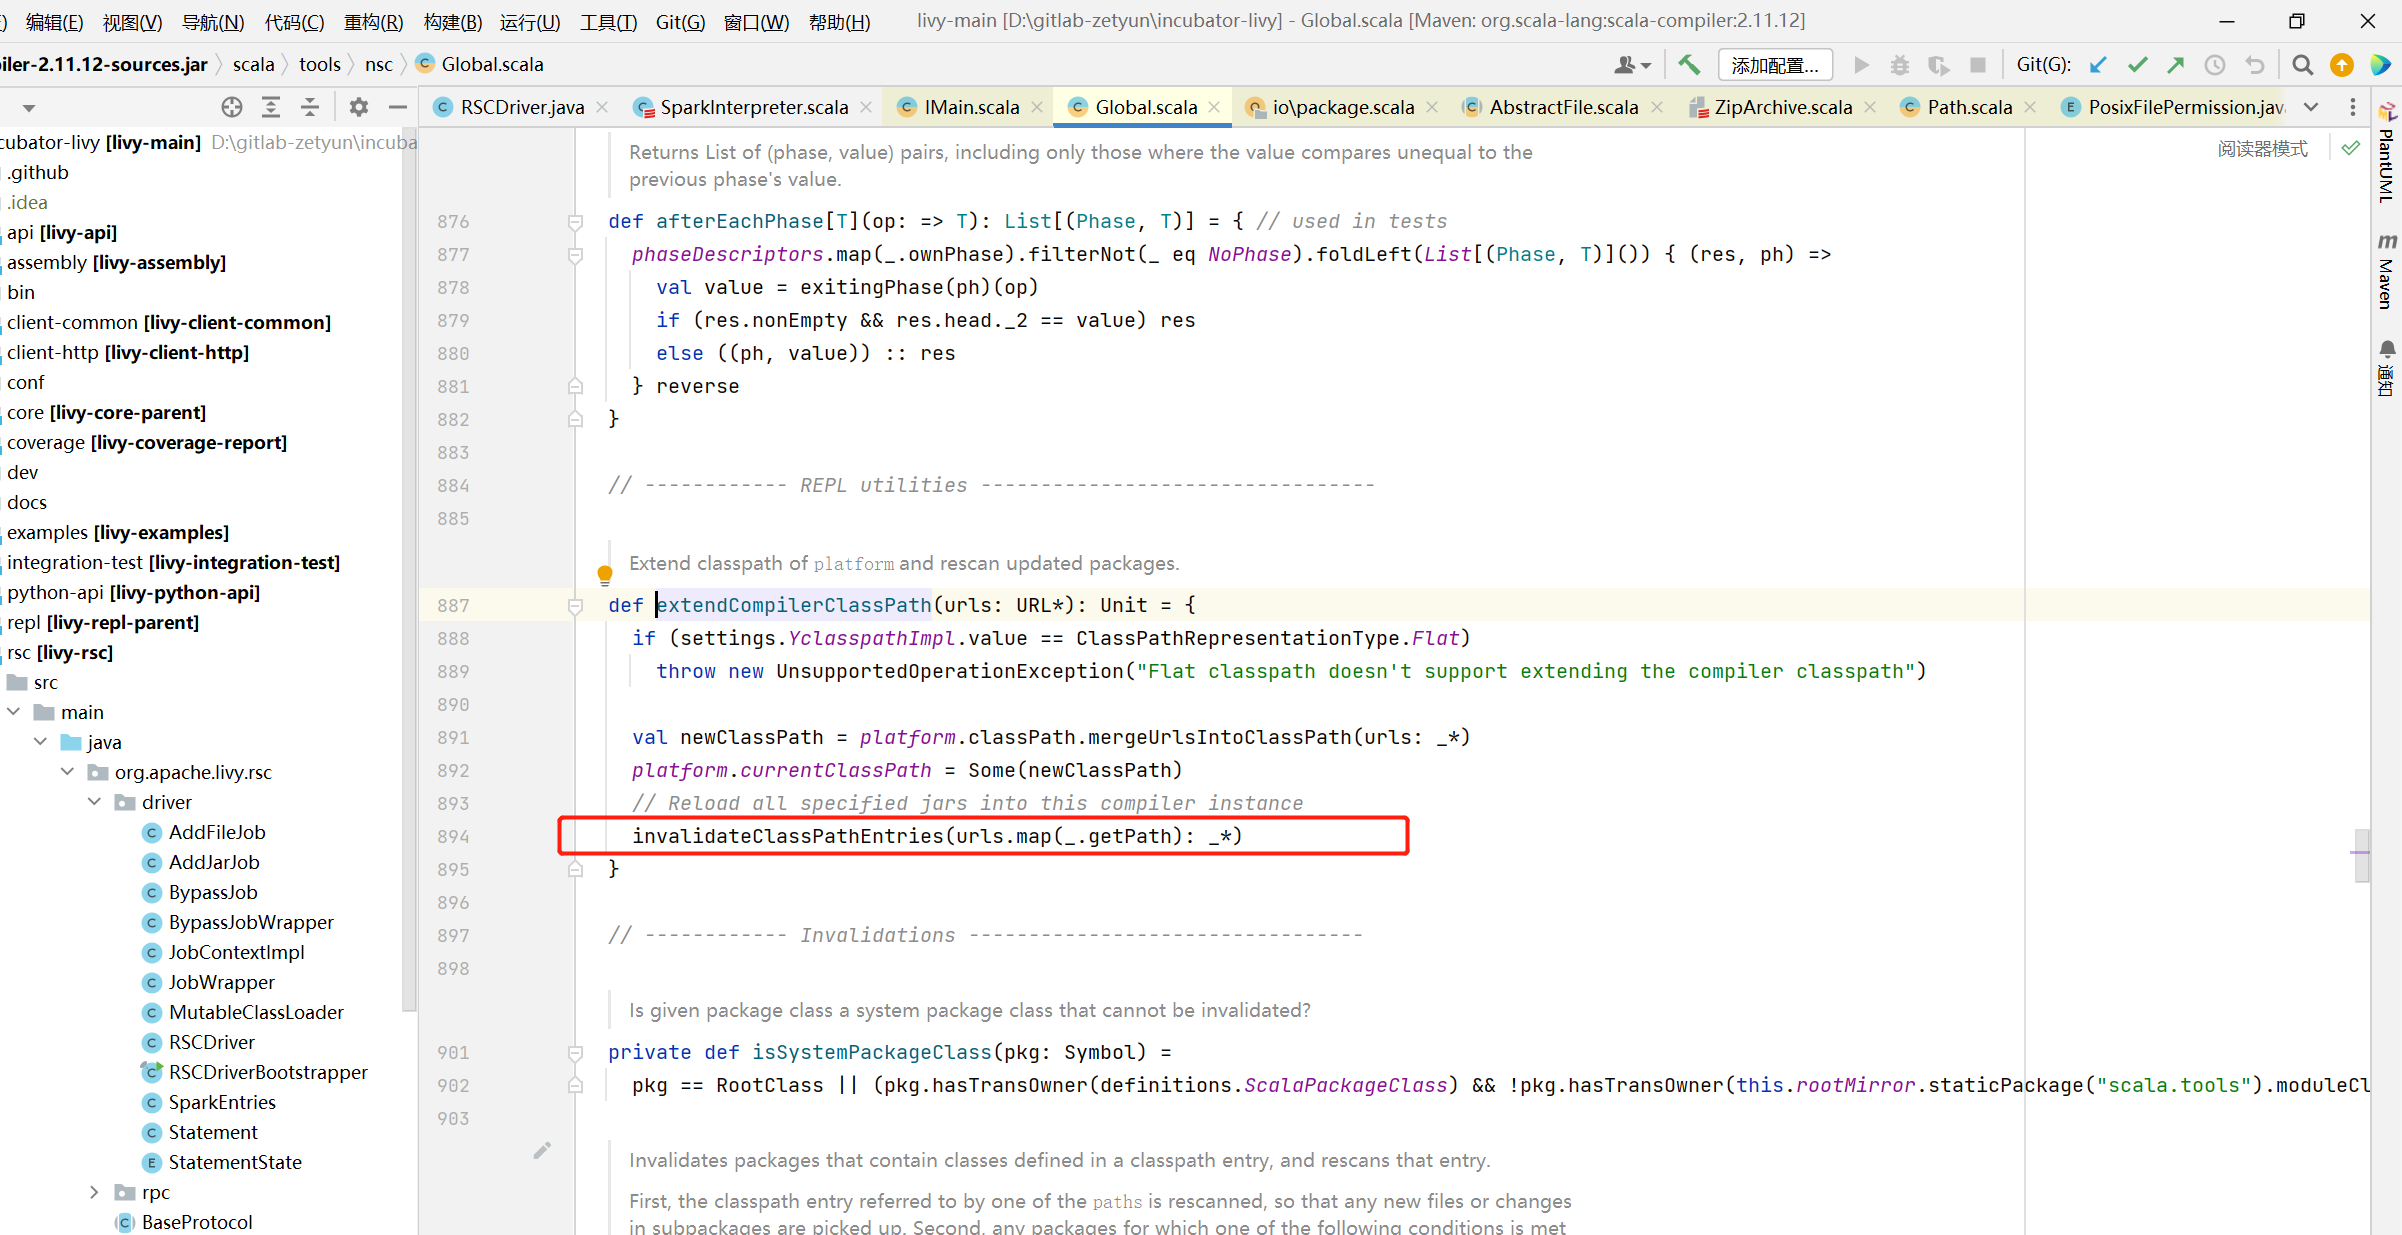 编辑(E) 视图(V) 导航(N) 代码(C) 重构(R) 构建(B) 运行(U) 工具(T) Git(G) 窗口(W) 帮助(H) livy-main [D:\gitlab-zetyun\incubator-livy] - Global.scala [Maven: org.scala-lang:scala-compiler:2.11.12]
iler-2.11.12-sources.jar scala tools nsc Global.scala 添加配置... Git(G):
RSCDriver.java SparkInterpreter.scala IMain.scala Global.scala io\package.scala AbstractFile.scala ZipArchive.scala Path.scala PosixFilePermission.java
cubator-livy [livy-main] D:\gitlab-zetyun\incuba
.github
.idea
api [livy-api]
assembly [livy-assembly]
bin
client-common [livy-client-common]
client-http [livy-client-http]
conf
core [livy-core-parent]
coverage [livy-coverage-report]
dev
docs
examples [livy-examples]
integration-test [livy-integration-test]
python-api [livy-python-api]
repl [livy-repl-parent]
rsc [livy-rsc]
src
main
java
org.apache.livy.rsc
driver
AddFileJob
AddJarJob
BypassJob
BypassJobWrapper
JobContextImpl
JobWrapper
MutableClassLoader
RSCDriver
RSCDriverBootstrapper
SparkEntries
Statement
StatementState
rpc
BaseProtocol
阅读器模式
Returns List of (phase, value) pairs, including only those where the value compares unequal to the
previous phase's value.
876 def afterEachPhase[T](op: => T): List[(Phase, T)] = { // used in tests
877 phaseDescriptors.map(_.ownPhase).filterNot(_ eq NoPhase).foldLeft(List[(Phase, T)]()) { (res, ph) =>
878 val value = exitingPhase(ph)(op)
879 if (res.nonEmpty && res.head._2 == value) res
880 else ((ph, value)) :: res
881 } reverse
882 }
883
884 // ------------ REPL utilities ---------------------------------
885
Extend classpath of platform and rescan updated packages.
887 def extendCompilerClassPath(urls: URL*): Unit = {
888 if (settings.YclasspathImpl.value == ClassPathRepresentationType.Flat)
889 throw new UnsupportedOperationException("Flat classpath doesn't support extending the compiler classpath")
890
891 val newClassPath = platform.classPath.mergeUrlsIntoClassPath(urls: _*)
892 platform.currentClassPath = Some(newClassPath)
893 // Reload all specified jars into this compiler instance
894 invalidateClassPathEntries(urls.map(_.getPath): _*)
895 }
896
897 // ------------ Invalidations ---------------------------------
898
Is given package class a system package class that cannot be invalidated?
901 private def isSystemPackageClass(pkg: Symbol) =
902 pkg == RootClass || (pkg.hasTransOwner(definitions.ScalaPackageClass) && !pkg.hasTransOwner(this.rootMirror.staticPackage("scala.tools").moduleCl
903
Invalidates packages that contain classes defined in a classpath entry, and rescans that entry.
First, the classpath entry referred to by one of the paths is rescanned, so that any new files or changes
in subpackages are picked up. Second, any packages for which one of the following conditions is met
PlantUML
Maven
通知